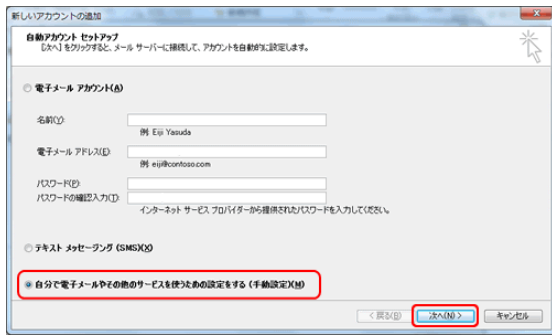 新しいアカウントの追加
自動アカウント セットアップ
[次へ] をクリックすると、メール サーバーに接続して、アカウントを自動的に設定します。
電子メール アカウント(A)
名前(Y):
例: Eiji Yasuda
電子メール アドレス(E):
例: eiji@contoso.com
パスワード(P):
パスワードの確認入力(T):
インターネット サービス プロバイダーから提供されたパスワードを入力してください。
テキスト メッセージング (SMS)(X)
自分で電子メールやその他のサービスを使うための設定をする (手動設定)(M)
< 戻る(B)
次へ(N) >
キャンセル